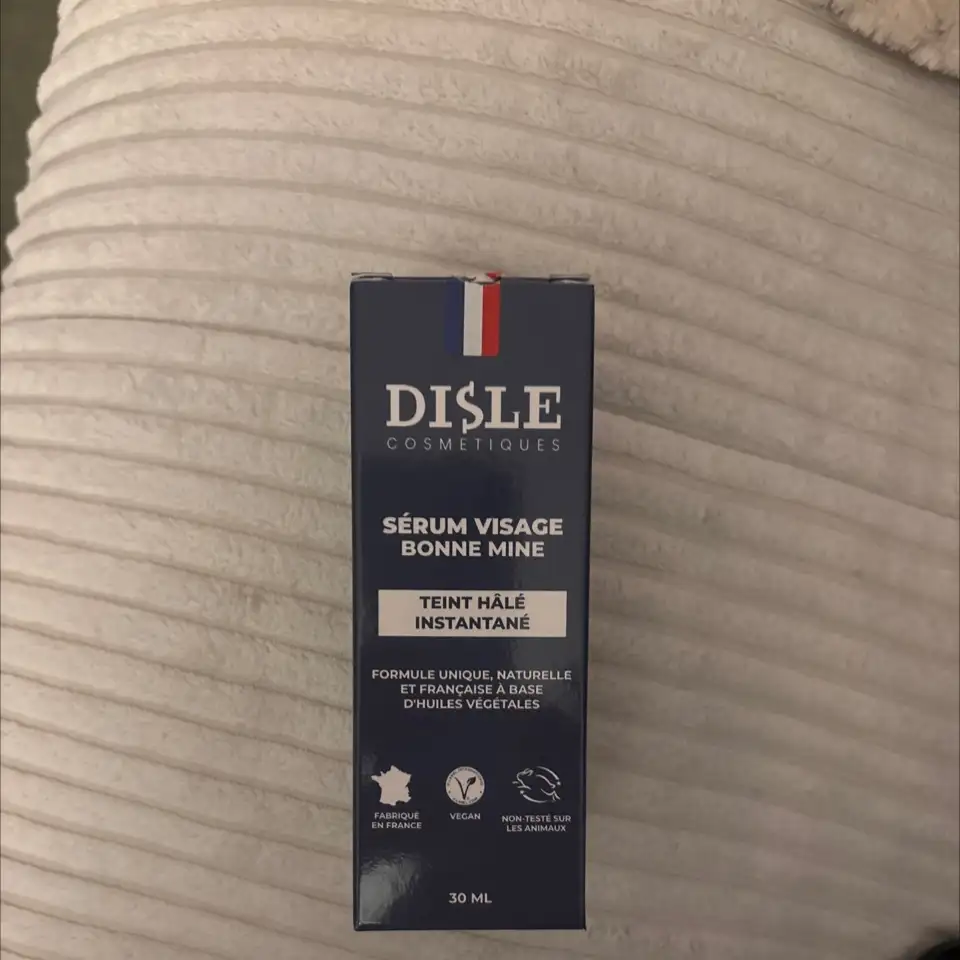 DI$LE
COSMETIQUES
SÉRUM VISAGE
BONNE MINE
TEINT HÂLÉ
INSTANTANÉ
FORMULE UNIQUE, NATURELLE
ET FRANÇAISE À BASE
D'HUILES VÉGÉTALES
FABRIQUÉ
EN FRANCE
VEGAN
NON-TESTÉ SUR
LES ANIMAUX
30 ML